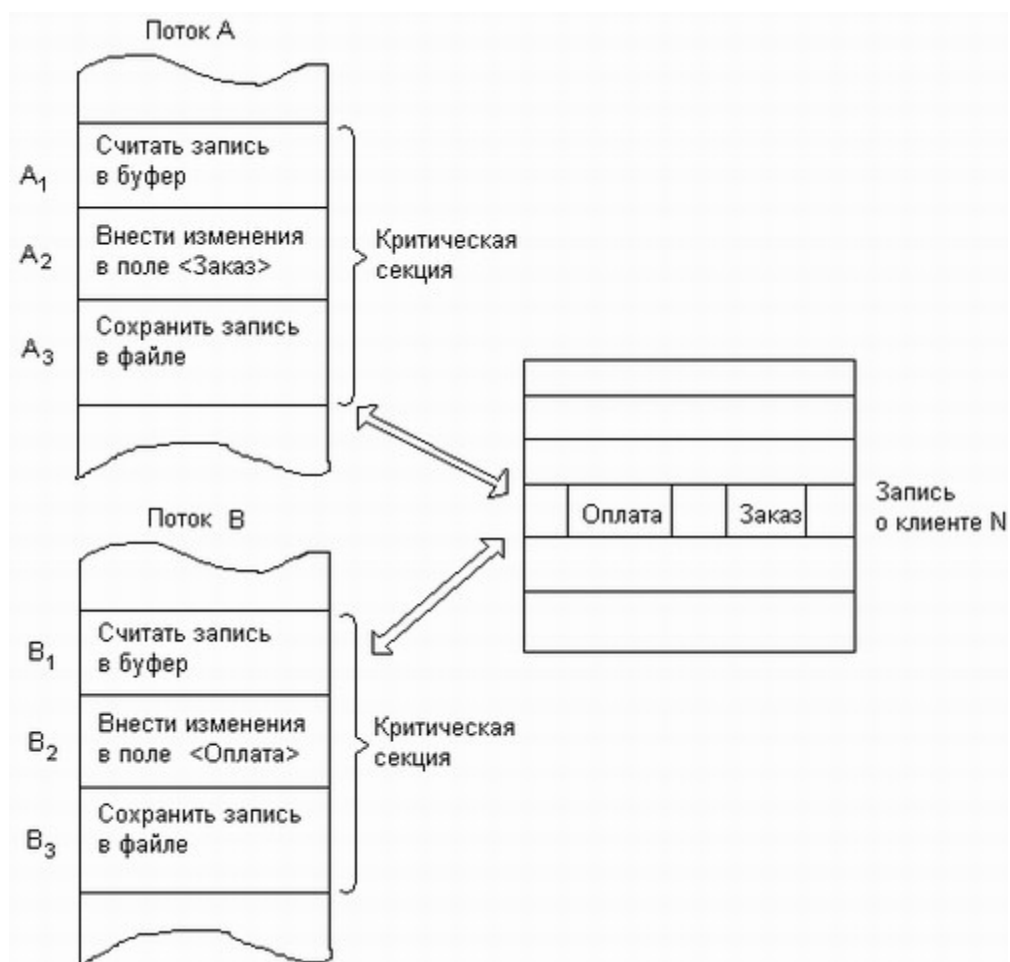 Поток А
A1
Считать запись
в буфер
A2
Внести изменения
в поле <Заказ>
A3
Сохранить запись
в файле
Критическая
секция
Оплата
Заказ
Запись
о клиенте N
Поток В
B1
Считать запись
в буфер
B2
Внести изменения
в поле <Оплата>
B3
Сохранить запись
в файле
Критическая
секция